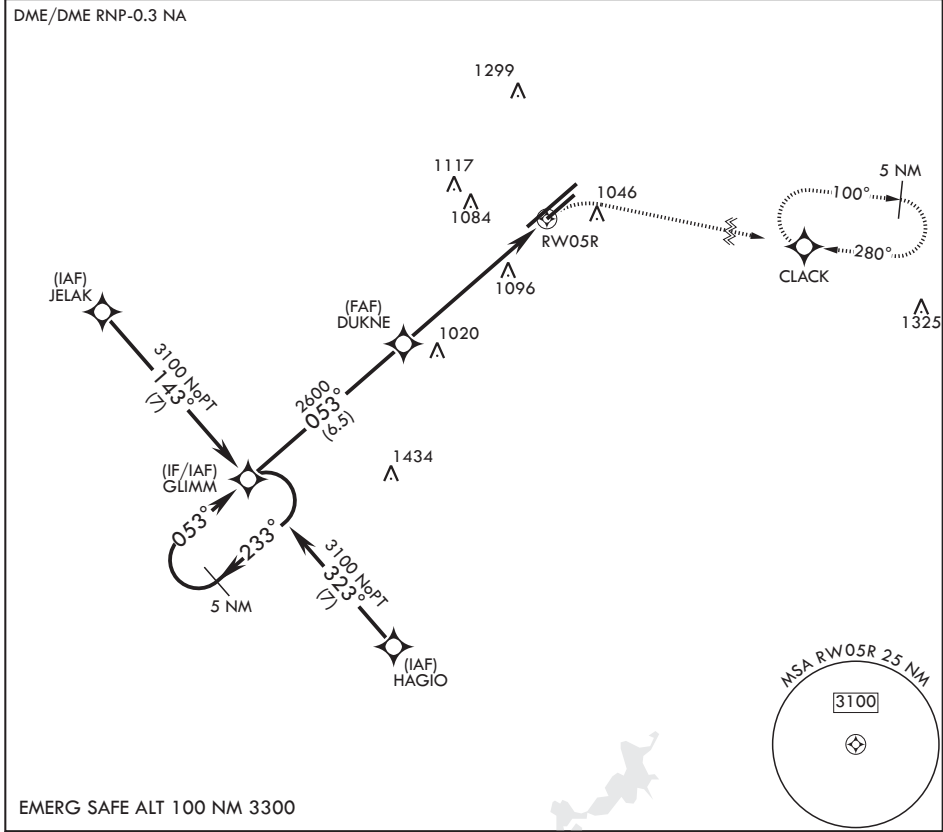 DME/DME RNP-0.3 NA
1299
1117
1084
1046
5 NM
100°
280°
CLACK
RW05R
1096
1325
(IAF)
JELAK
(FAF)
DUKNE
1020
3100 NoPT
143°
(7)
2600
053°
(6.5)
1434
(IF/IAF)
GLIMM
053°
233°
5 NM
3100 NoPT
323°
(7)
(IAF)
HAGIO
MSA RW05R 25 NM
3100
EMERG SAFE ALT 100 NM 3300